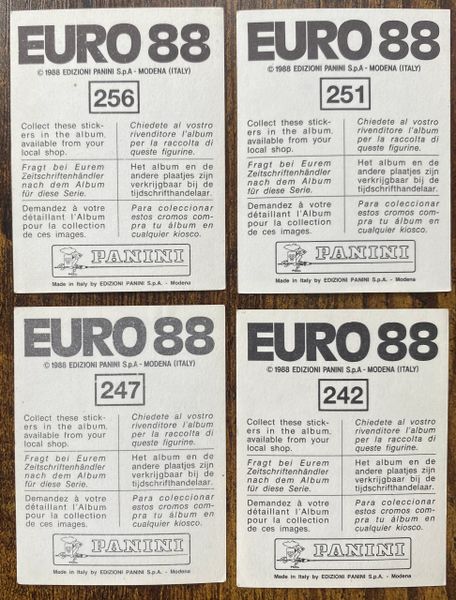 EURO 88
© 1988 EDIZIONI PANINI S.p.A - MODENA (ITALY)
256
Collect these stick-
ers in the album,
available from your
local shop.
Chiedete al vostro
rivenditore l'album
per la raccolta di
queste figurine.
Fragt bei Eurem
Zeitschriftenhändler
nach dem Album
für diese Serie.
Het album en de
andere plaatjes zijn
verkrijgbaar bij de
tijdschrifthandelaar.
Demandez à votre
détaillant l'Album
pour la collection
de ces images.
Para coleccionar
estos cromos com-
pra tu álbum en
cualquier kiosco.
PANINI
Made in Italy by EDIZIONI PANINI S.p.A. - Modena
EURO 88
© 1988 EDIZIONI PANINI S.p.A - MODENA (ITALY)
251
Collect these stick-
ers in the album,
available from your
local shop.
Chiedete al vostro
rivenditore l'album
per la raccolta di
queste figurine.
Fragt bei Eurem
Zeitschriftenhändler
nach dem Album
für diese Serie.
Het album en de
andere plaatjes zijn
verkrijgbaar bij de
tijdschrifthandelaar.
Demandez à votre
détaillant l'Album
pour la collection
de ces images.
Para coleccionar
estos cromos com-
pra tu álbum en
cualquier kiosco.
PANINI
Made in Italy by EDIZIONI PANINI S.p.A. - Modena
EURO 88
© 1988 EDIZIONI PANINI S.p.A - MODENA (ITALY)
247
Collect these stick-
ers in the album,
available from your
local shop.
Chiedete al vostro
rivenditore l'album
per la raccolta di
queste figurine.
Fragt bei Eurem
Zeitschriftenhändler
nach dem Album
für diese Serie.
Het album en de
andere plaatjes zijn
verkrijgbaar bij de
tijdschrifthandelaar.
Demandez à votre
détaillant l'Album
pour la collection
de ces images.
Para coleccionar
estos cromos com-
pra tu álbum en
cualquier kiosco.
PANINI
Made in Italy by EDIZIONI PANINI S.p.A. - Modena
EURO 88
© 1988 EDIZIONI PANINI S.p.A - MODENA (ITALY)
242
Collect these stick-
ers in the album,
available from your
local shop.
Chiedete al vostro
rivenditore l'album
per la raccolta di
queste figurine.
Fragt bei Eurem
Zeitschriftenhändler
nach dem Album
für diese Serie.
Het album en de
andere plaatjes zijn
verkrijgbaar bij de
tijdschrifthandelaar.
Demandez à votre
détaillant l'Album
pour la collection
de ces images.
Para coleccionar
estos cromos com-
pra tu álbum en
cualquier kiosco.
PANINI
Made in Italy by EDIZIONI PANINI S.p.A. - Modena